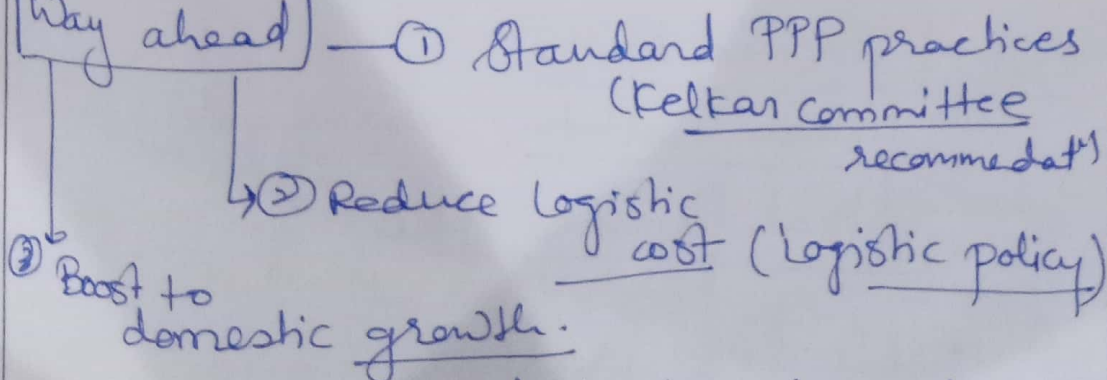 Way ahead — ① Standard PPP practices
(Kelkar committee
recommedatⁿs
↳② Reduce logistic
cost (logistic policy)
③ Boost to
domestic growth.